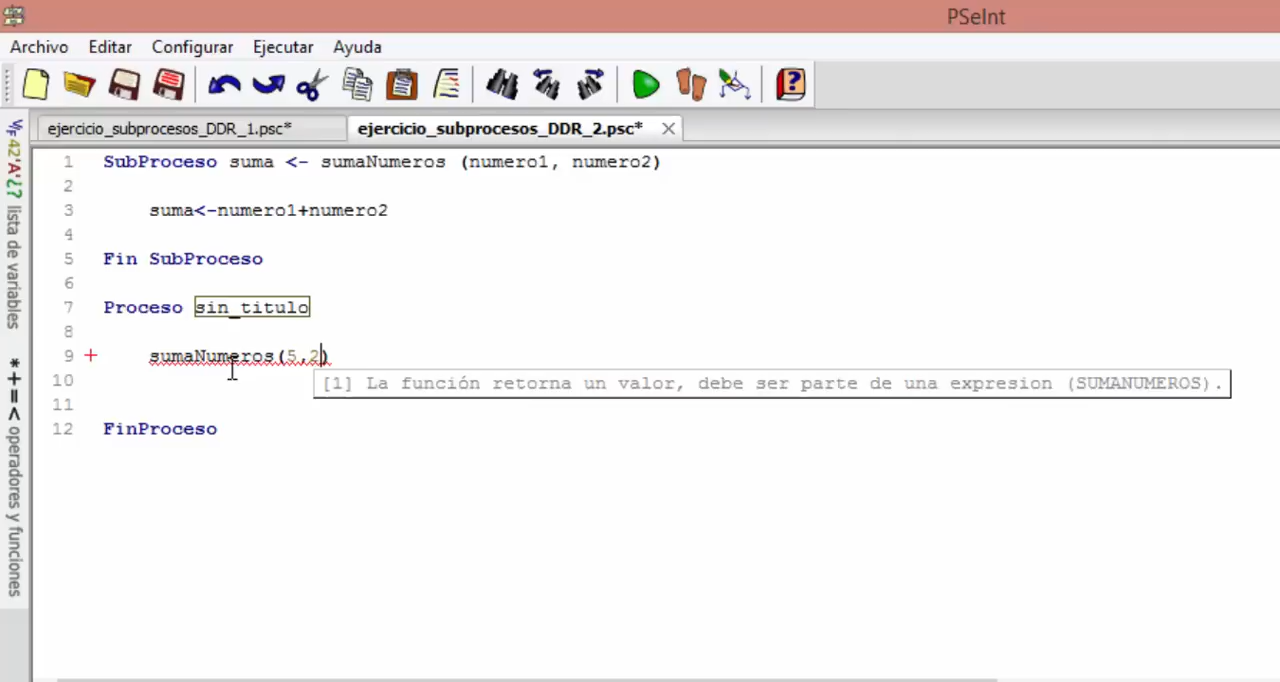 PSeInt
Archivo Editar Configurar Ejecutar Ayuda
ejercicio_subprocesos_DDR_1.psc* ejercicio_subprocesos_DDR_2.psc*
1 SubProceso suma <- sumaNumeros (numero1, numero2)
2
3 suma<-numero1+numero2
4
5 Fin SubProceso
6
7 Proceso sin_titulo
8
9 sumaNumeros(5,2)
10 [1] La función retorna un valor, debe ser parte de una expresion (SUMANUMEROS).
11
12 FinProceso
42'A'¿? lista de variables
*+=< operadores y funciones